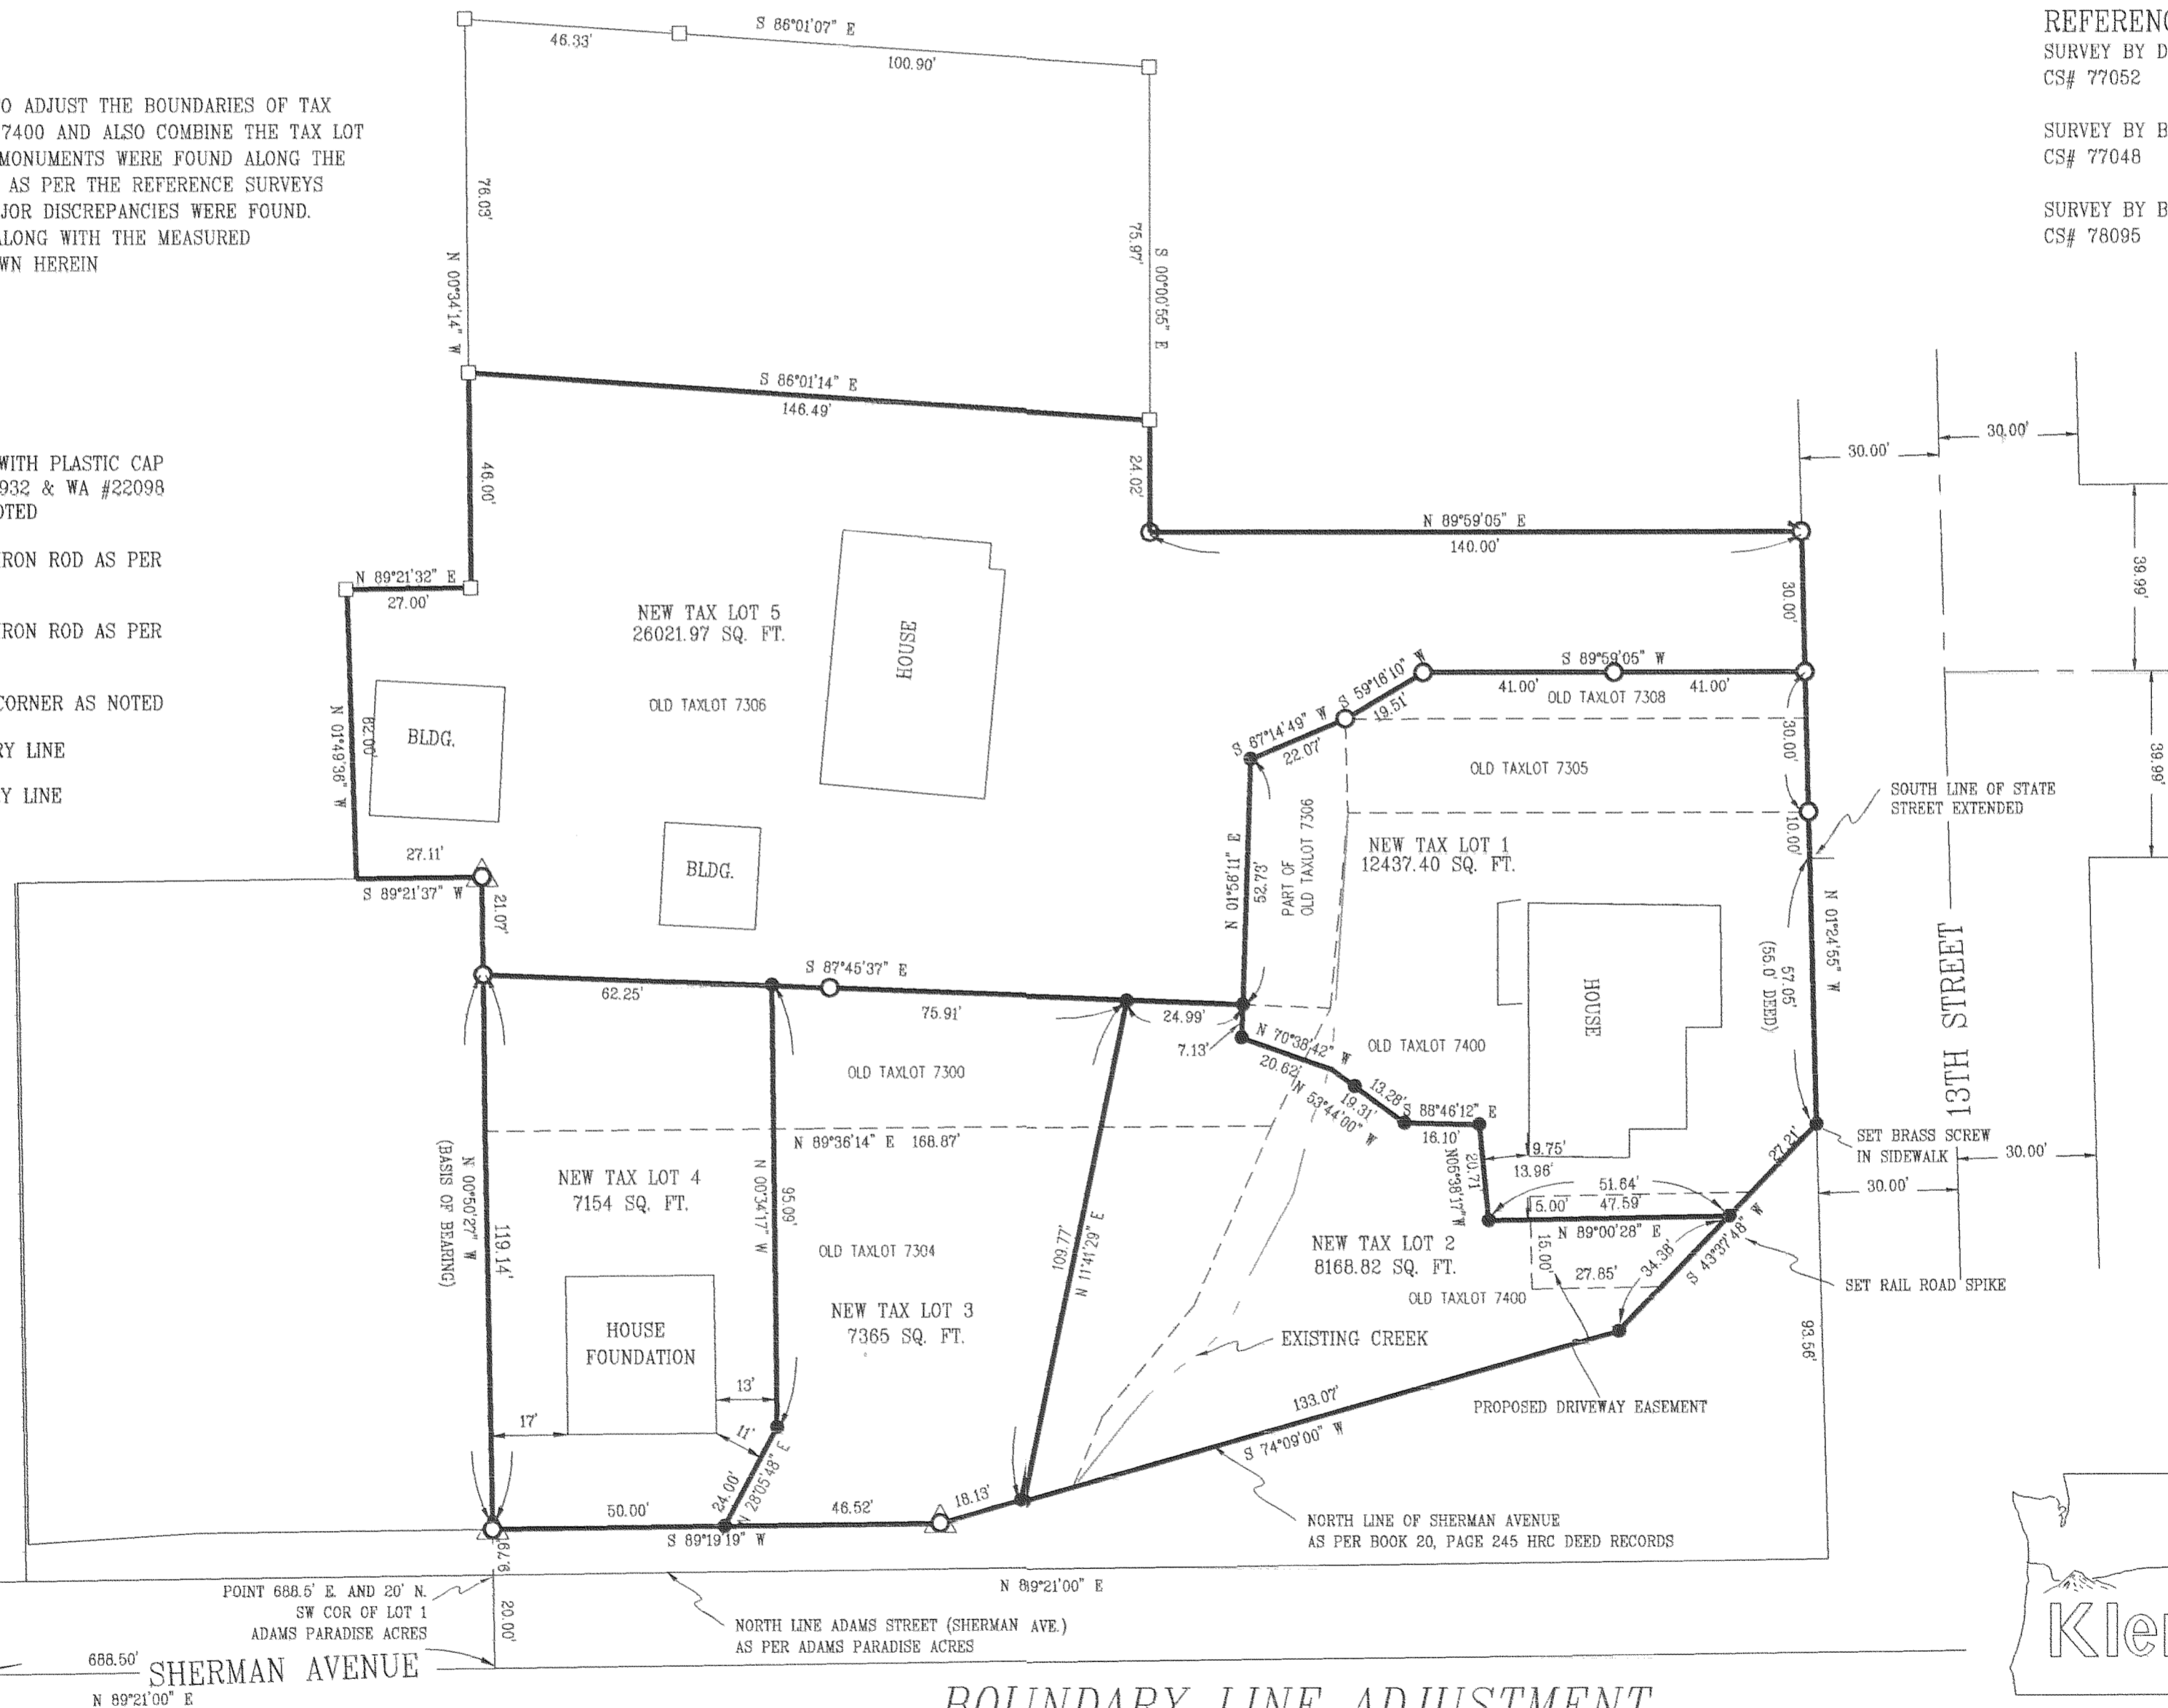 S 86°01'07" E
46.33'
100.90'
REFERENC
SURVEY BY D
CS# 77052
SURVEY BY B
CS# 77048
SURVEY BY B
CS# 78095
O ADJUST THE BOUNDARIES OF TAX
7400 AND ALSO COMBINE THE TAX LOT
MONUMENTS WERE FOUND ALONG THE
AS PER THE REFERENCE SURVEYS
JOR DISCREPANCIES WERE FOUND.
ALONG WITH THE MEASURED
WN HEREIN
76.03'
N 00°34'14" W
75.97'
S 00°00'55" E
S 86°01'14" E
146.49'
WITH PLASTIC CAP
932 & WA #22098
OTED
IRON ROD AS PER
IRON ROD AS PER
CORNER AS NOTED
RY LINE
Y LINE
46.00'
24.02'
30.00'
30.00'
N 89°59'05" E
140.00'
39.99'
30.00'
N 89°21'32" E
27.00'
NEW TAX LOT 5
26021.97 SQ. FT.
HOUSE
OLD TAXLOT 7306
S 59°16'10" W
19.51'
S 89°59'05" W
41.00'
41.00'
OLD TAXLOT 7308
S 67°14'49" W
22.07'
30.00'
39.99'
N 01°49'36" W
62.00'
BLDG.
OLD TAXLOT 7305
SOUTH LINE OF STATE
STREET EXTENDED
10.00'
27.11'
S 89°21'37" W
21.07'
BLDG.
N 01°56'11" E
52.73'
PART OF
OLD TAXLOT 7306
NEW TAX LOT 1
12437.40 SQ. FT.
N 01°24'55" W
57.05'
(55.0' DEED)
13TH STREET
HOUSE
S 87°45'37" E
62.25'
75.91'
24.99'
7.13'
N 70°38'42" W
20.62'
OLD TAXLOT 7400
OLD TAXLOT 7300
13.28'
19.31'
N 53°44'00" W
S 88°46'12" E
16.10'
N 89°36'14" E 168.87'
9.75'
13.96'
20.71
N05°38'17"W
27.21'
SET BRASS SCREW
IN SIDEWALK
30.00'
30.00'
N 00°50'27" W
(BASIS OF BEARING)
119.14'
NEW TAX LOT 4
7154 SQ. FT.
N 00°34'17" W
95.09'
109.77'
N 11°41'29" E
51.64'
5.00'
47.59'
N 89°00'28" E
15.00'
27.85'
34.38'
S 43°37'48" W
NEW TAX LOT 2
8168.82 SQ. FT.
OLD TAXLOT 7400
SET RAIL ROAD SPIKE
OLD TAXLOT 7304
NEW TAX LOT 3
7365 SQ. FT.
HOUSE
FOUNDATION
EXISTING CREEK
93.56'
13'
17'
11'
133.07'
S 74°09'00" W
PROPOSED DRIVEWAY EASEMENT
24.00'
N 28°05'48" E
50.00'
46.52'
18.13'
S 89°19'19" W
NORTH LINE OF SHERMAN AVENUE
AS PER BOOK 20, PAGE 245 HRC DEED RECORDS
9.79'
N 89°21'00" E
POINT 688.5' E. AND 20' N.
SW COR OF LOT 1
ADAMS PARADISE ACRES
20.00'
NORTH LINE ADAMS STREET (SHERMAN AVE.)
AS PER ADAMS PARADISE ACRES
688.50'
SHERMAN AVENUE
N 89°21'00" E
Kle
BOUNDARY LINE ADJUSTMENT